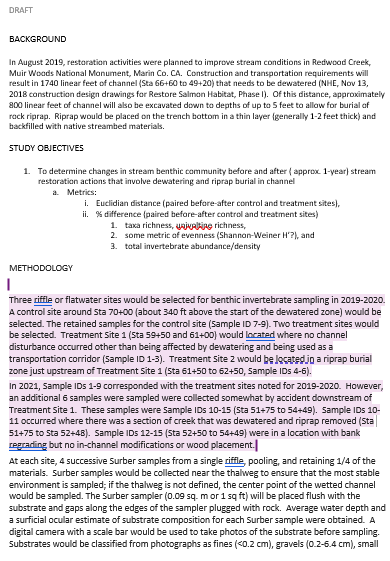 DRAFT
BACKGROUND
In August 2019, restoration activities were planned to improve stream conditions in Redwood Creek,
Muir Woods National Monument, Marin Co. CA.  Construction and transportation requirements will
result in 1740 linear feet of channel (Sta 66+60 to 49+20) that needs to be dewatered (NHE, Nov 13,
2018 construction design drawings for Restore Salmon Habitat, Phase I).  Of this distance, approximately
800 linear feet of channel will also be excavated down to depths of up to 5 feet to allow for burial of
rock riprap.  Riprap would be placed on the trench bottom in a thin layer (generally 1-2 feet thick) and
backfilled with native streambed materials.
STUDY OBJECTIVES
1. To determine changes in stream benthic community before and after ( approx. 1-year) stream
restoration actions that involve dewatering and riprap burial in channel
a. Metrics:
i. Euclidian distance (paired before-after control and treatment sites),
ii. % difference (paired before-after control and treatment sites)
1. taxa richness, univolting richness,
2. some metric of evenness (Shannon-Weiner H'?), and
3. total invertebrate abundance/density
METHODOLOGY
Three riffle or flatwater sites would be selected for benthic invertebrate sampling in 2019-2020.
A control site around Sta 70+00 (about 340 ft above the start of the dewatered zone) would be
selected. The retained samples for the control site (Sample ID 7-9). Two treatment sites would
be selected.  Treatment Site 1 (Sta 59+50 and 61+00) would located where no channel
disturbance occurred other than being affected by dewatering and being used as a
transportation corridor (Sample ID 1-3).  Treatment Site 2 would be located in a riprap burial
zone just upstream of Treatment Site 1 (Sta 61+50 to 62+50, Sample IDs 4-6).
In 2021, Sample IDs 1-9 corresponded with the treatment sites noted for 2019-2020.  However,
an additional 6 samples were sampled collected somewhat by accident downstream of
Treatment Site 1.  These samples were Sample IDs 10-15 (Sta 51+75 to 54+49).  Sample IDs 10-
11 occurred where there was a section of creek that was dewatered and riprap removed (Sta
51+75 to Sta 52+48).  Sample IDs 12-15 (Sta 52+50 to 54+49) were in a location with bank
regrading but no in-channel modifications or wood placement.
At each site, 4 successive Surber samples from a single riffle, pooling, and retaining 1/4 of the
materials.  Surber samples would be collected near the thalweg to ensure that the most stable
environment is sampled; if the thalweg is not defined, the center point of the wetted channel
would be sampled. The Surber sampler (0.09 sq. m or 1 sq ft) will be placed flush with the
substrate and gaps along the edges of the sampler plugged with rock.  Average water depth and
a surficial ocular estimate of substrate composition for each Surber sample were obtained.  A
digital camera with a scale bar would be used to take photos of the substrate before sampling.
Substrates would be classified from photographs as fines (<0.2 cm), gravels (0.2-6.4 cm), small